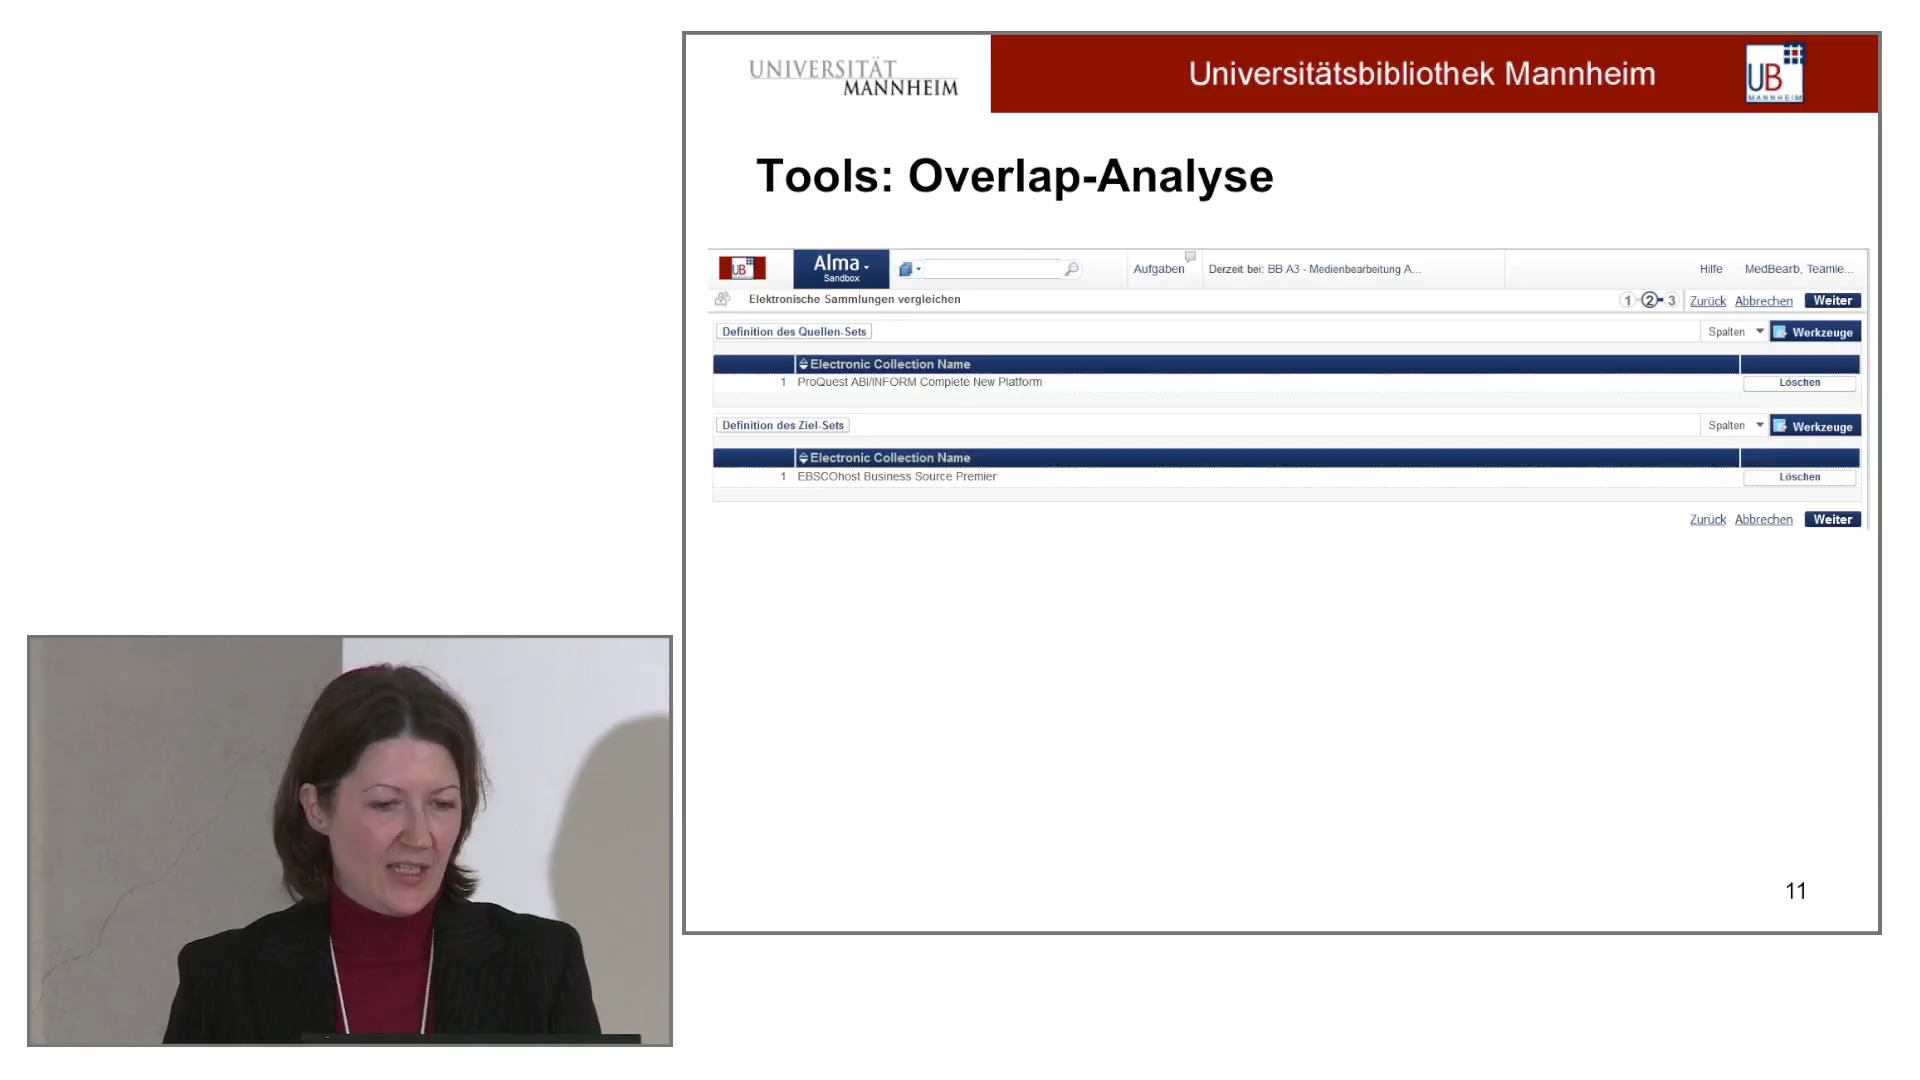 UNIVERSITÄT
MANNHEIM
Universitätsbibliothek Mannheim
UB
MANNHEIM
Tools: Overlap-Analyse
UB
Alma
Sandbox
Aufgaben
Derzeit bei: BB A3 - Medienbearbeitung A...
Hilfe
MedBearb, Teamle...
Elektronische Sammlungen vergleichen
1 2 3
Zurück Abbrechen Weiter
Definition des Quellen-Sets
Spalten Werkzeuge
Electronic Collection Name
1 ProQuest ABI/INFORM Complete New Platform
Löschen
Definition des Ziel-Sets
Spalten Werkzeuge
Electronic Collection Name
1 EBSCOhost Business Source Premier
Löschen
Zurück Abbrechen Weiter
11